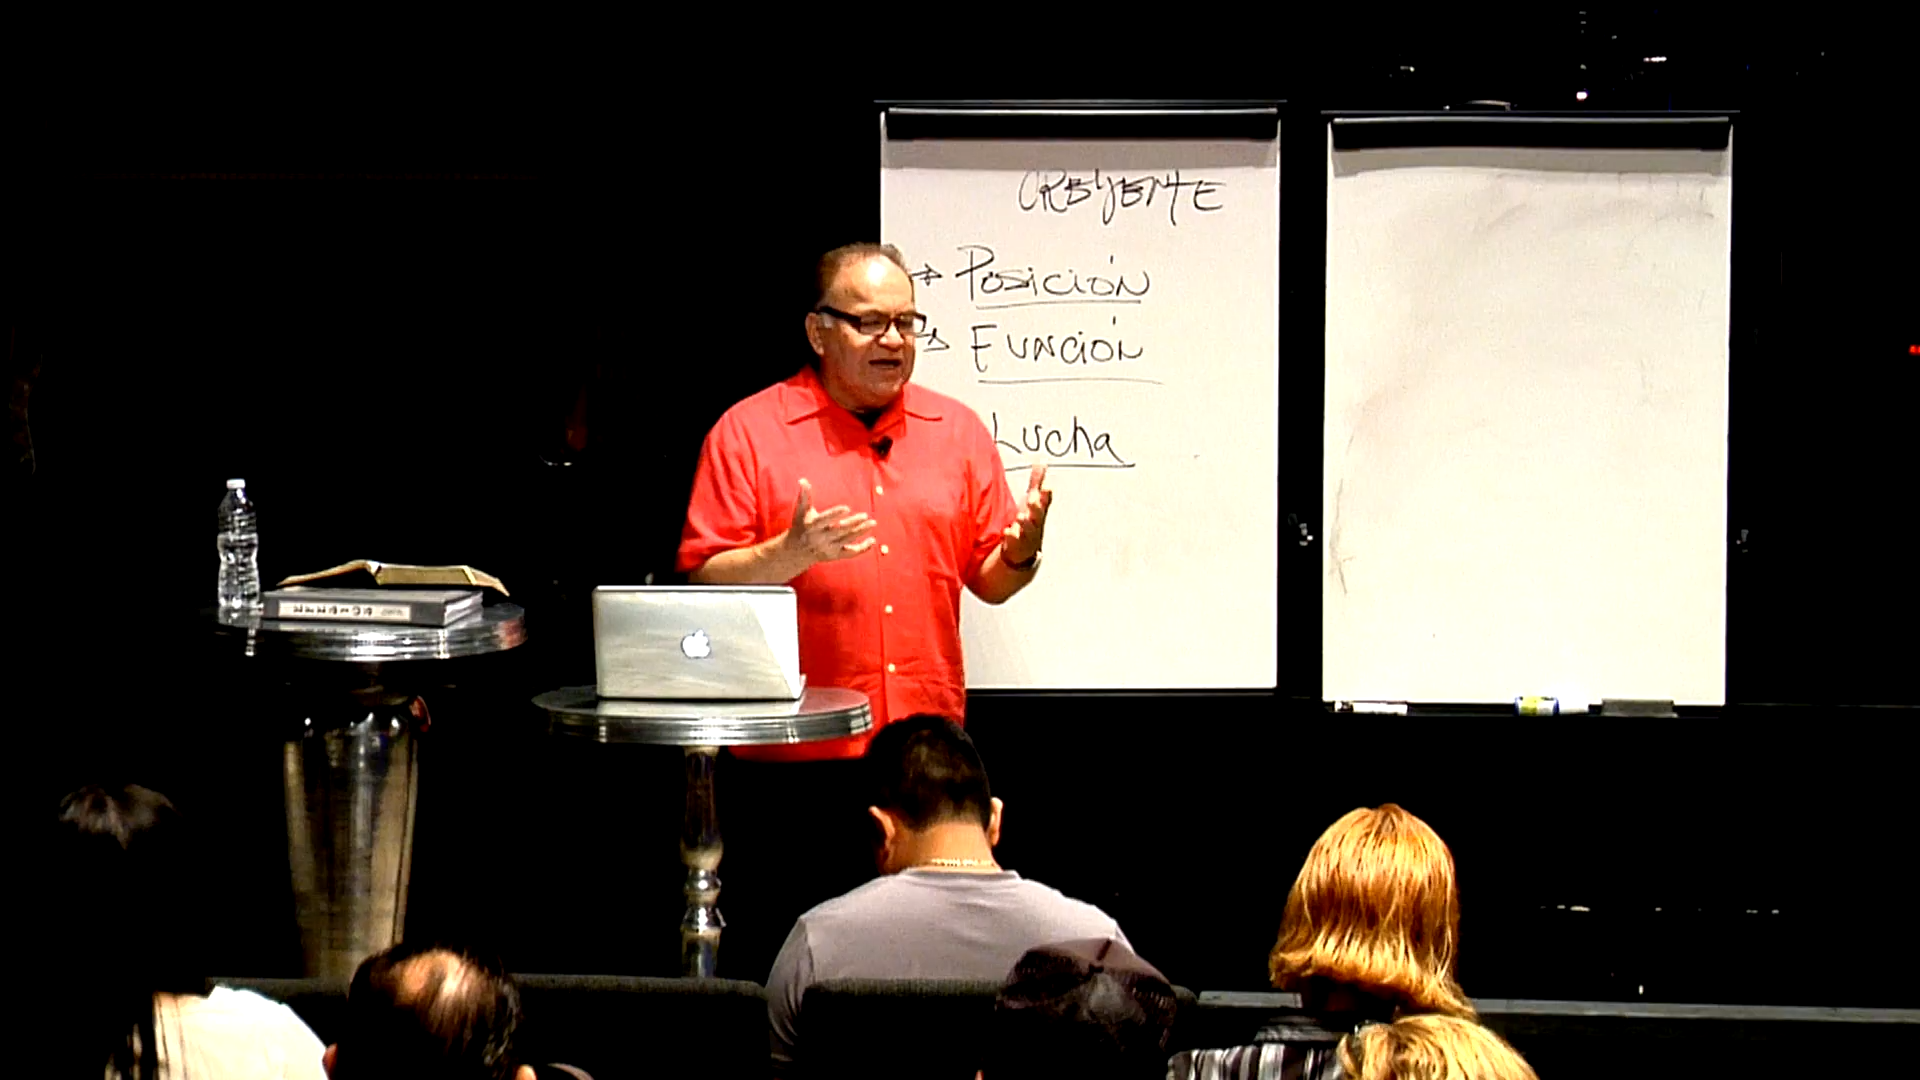 CREYENTE
→ Posición
→ Función
Lucha